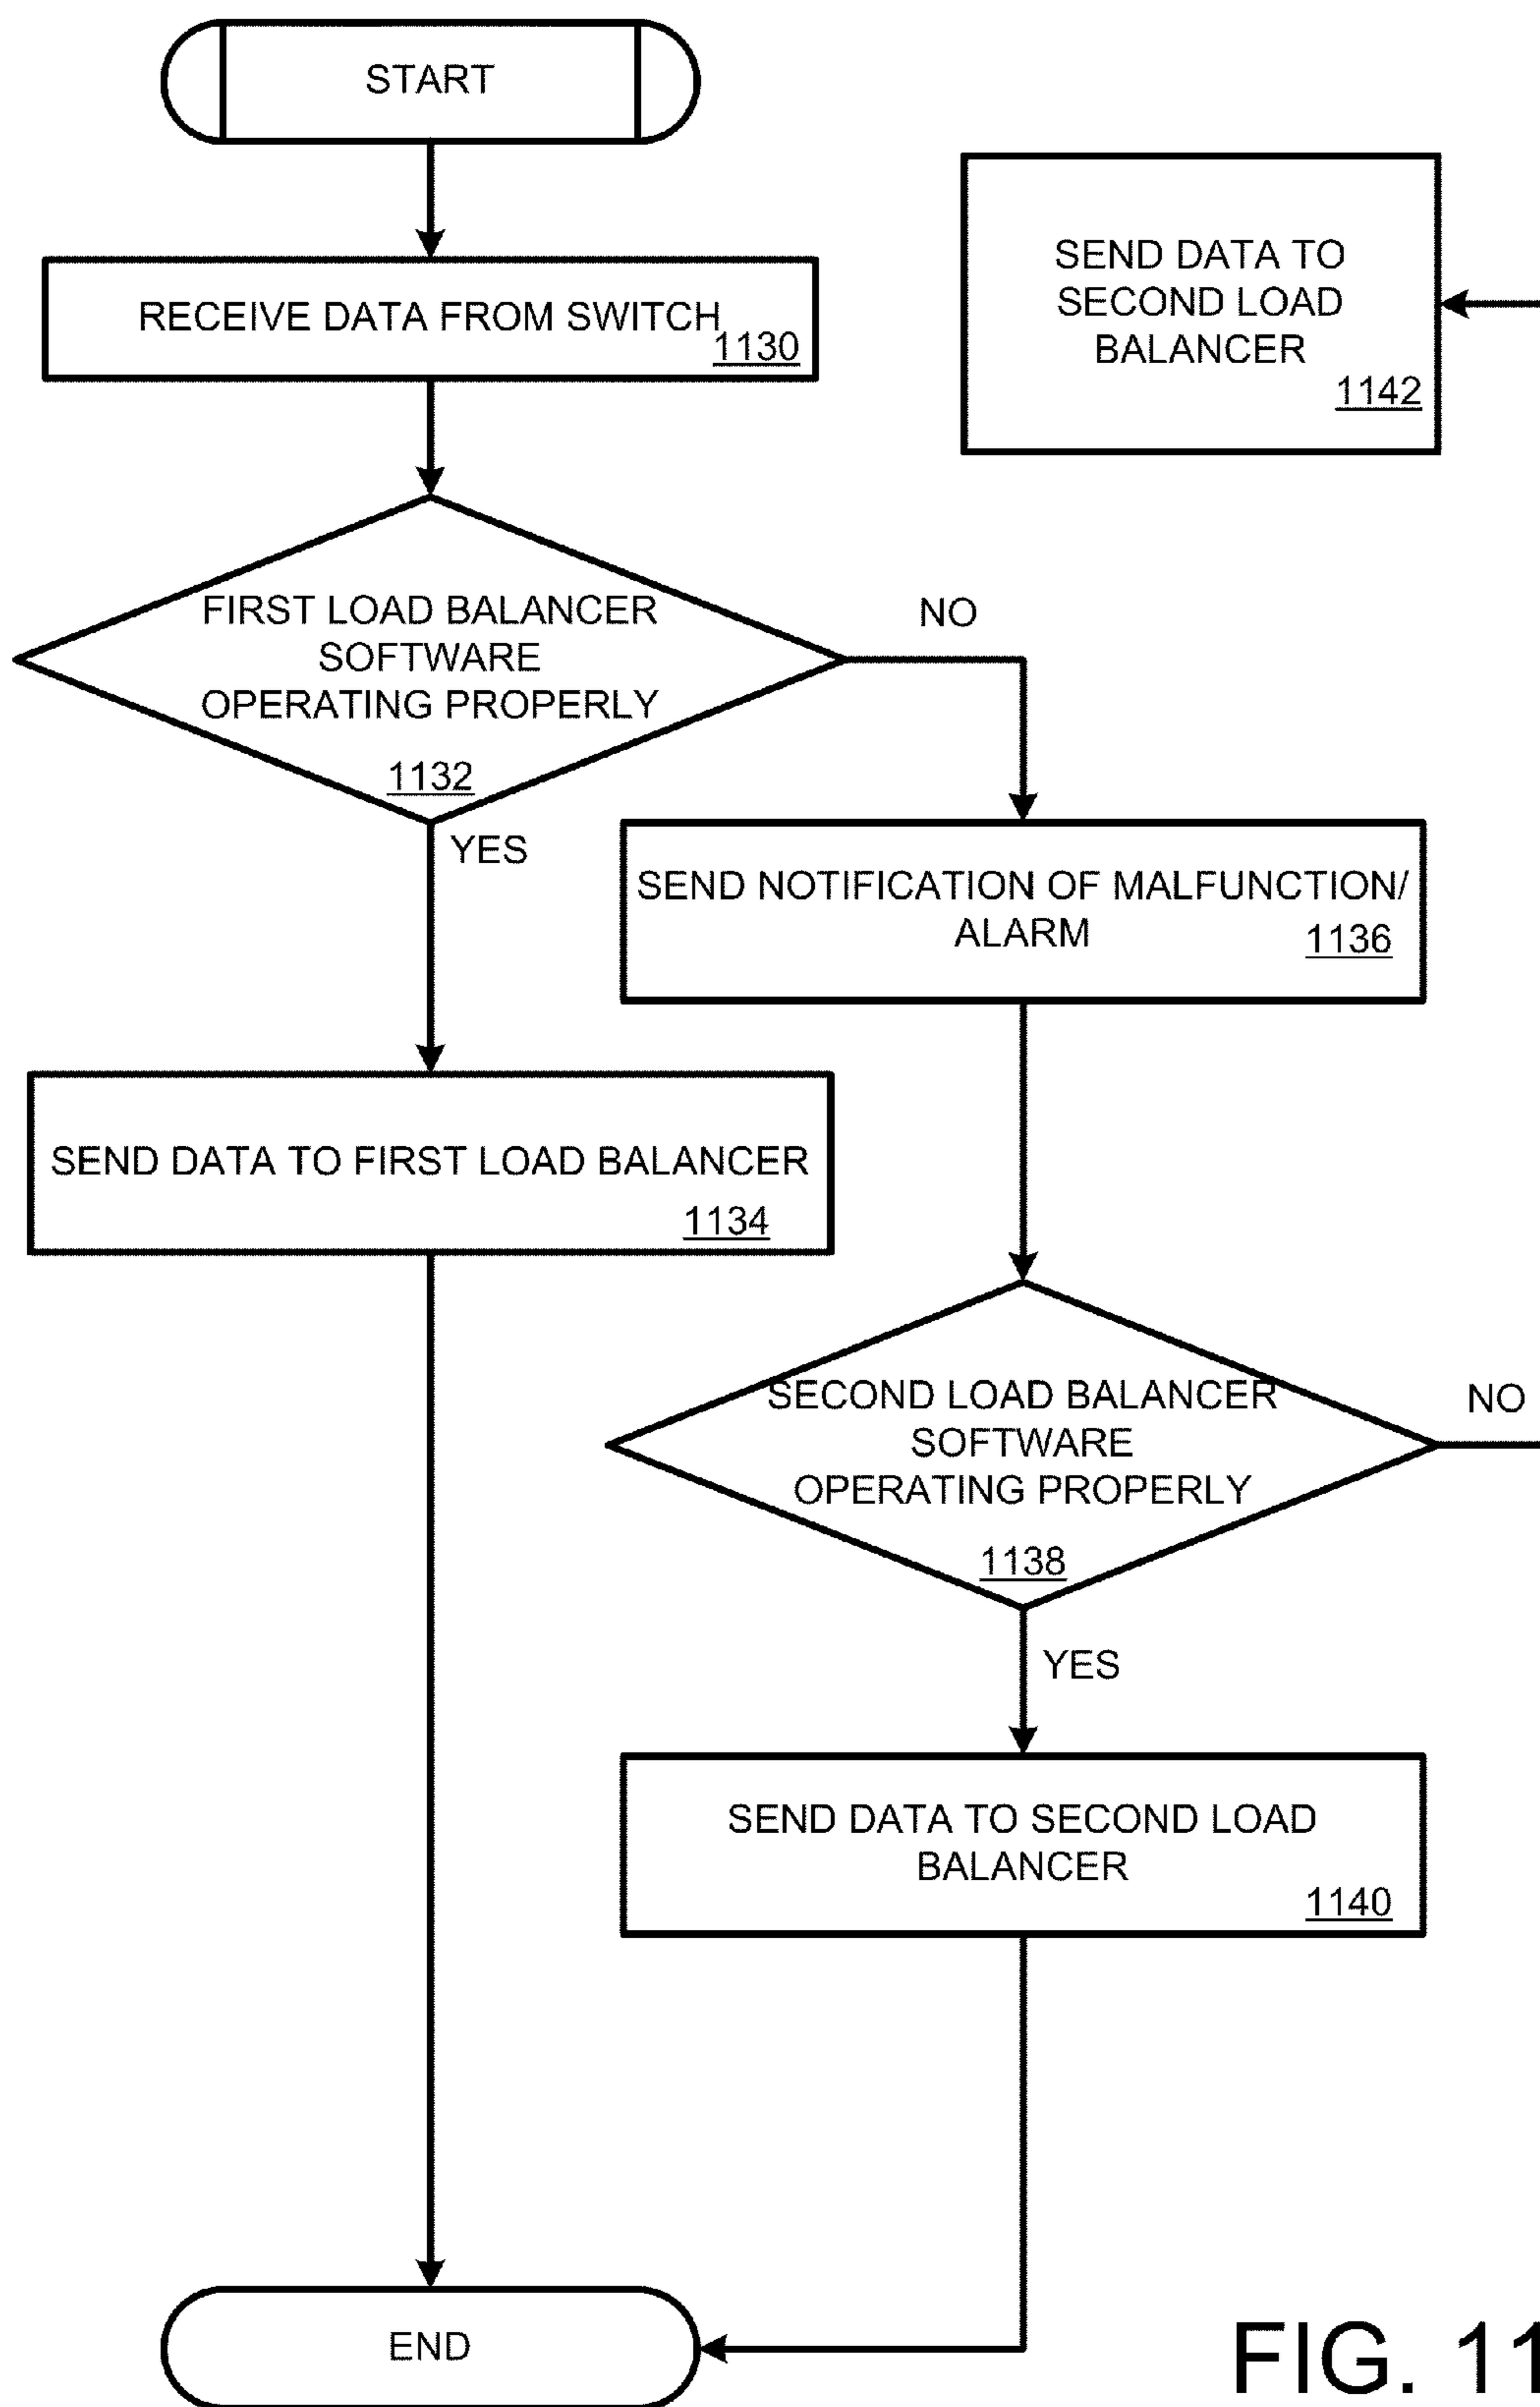 START
RECEIVE DATA FROM SWITCH
1130
SEND DATA TO
SECOND LOAD
BALANCER
1142
FIRST LOAD BALANCER
SOFTWARE
OPERATING PROPERLY
1132
NO
YES
SEND NOTIFICATION OF MALFUNCTION/
ALARM
1136
SEND DATA TO FIRST LOAD BALANCER
1134
SECOND LOAD BALANCER
SOFTWARE
OPERATING PROPERLY
1138
NO
YES
SEND DATA TO SECOND LOAD
BALANCER
1140
END
FIG. 11